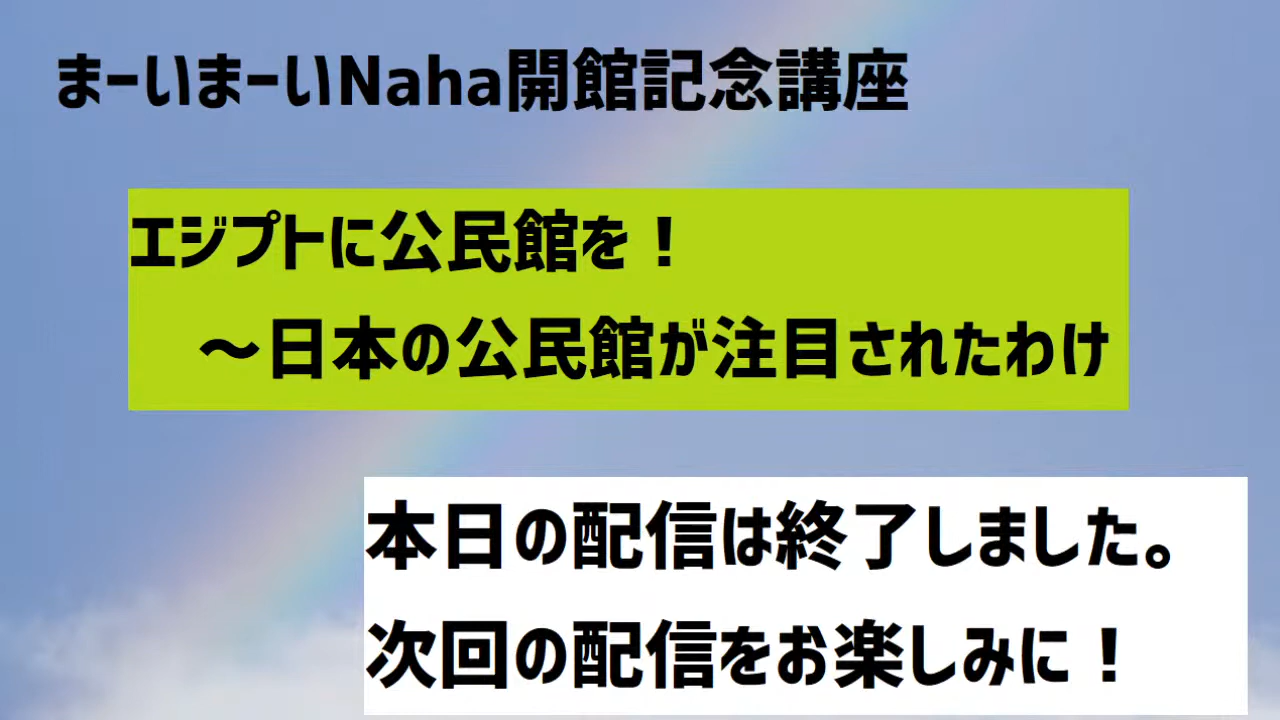 まーいまーいNaha開館記念講座
エジプトに公民館を！
～日本の公民館が注目されたわけ
本日の配信は終了しました。
次回の配信をお楽しみに！